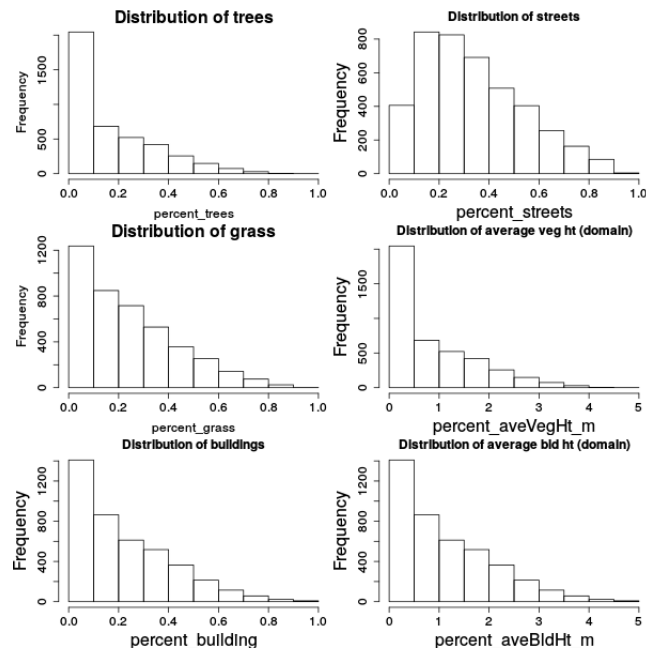 Distribution of trees
Frequency
500
1500
0
0.0 0.2 0.4 0.6 0.8 1.0
percent_trees
Distribution of streets
Frequency
0 200 400 600 800
0.0 0.2 0.4 0.6 0.8 1.0
percent_streets
Distribution of grass
Frequency
0 400 800 1200
0.0 0.2 0.4 0.6 0.8 1.0
percent_grass
Distribution of average veg ht (domain)
Frequency
0 500 1500
0 1 2 3 4 5
percent_aveVegHt_m
Distribution of buildings
Frequency
0 400 800 1200
0.0 0.2 0.4 0.6 0.8 1.0
percent_building
Distribution of average bld ht (domain)
Frequency
0 400 800 1200
0 1 2 3 4 5
percent_aveBldHt_m